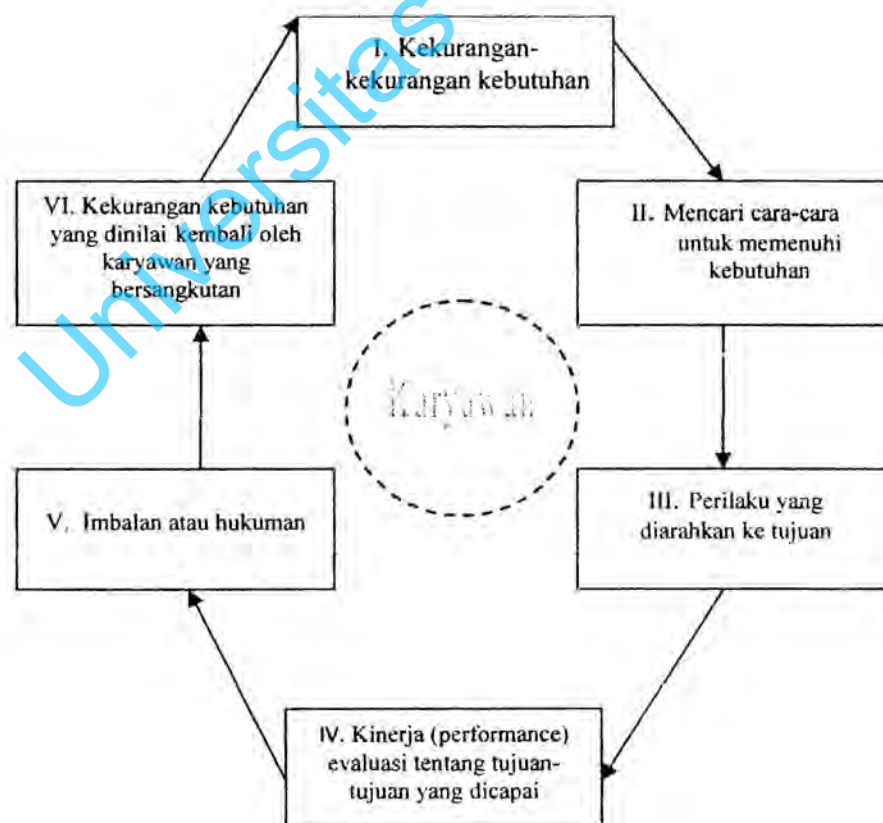 I. Kekurangan-
kekurangan kebutuhan
II. Mencari cara-cara
untuk memenuhi
kebutuhan
III. Perilaku yang
diarahkan ke tujuan
IV. Kinerja (performance)
evaluasi tentang tujuan-
tujuan yang dicapai
V. Imbalan atau hukuman
VI. Kekurangan kebutuhan
yang dinilai kembali oleh
karyawan yang
bersangkutan
Karyawan
Universitas